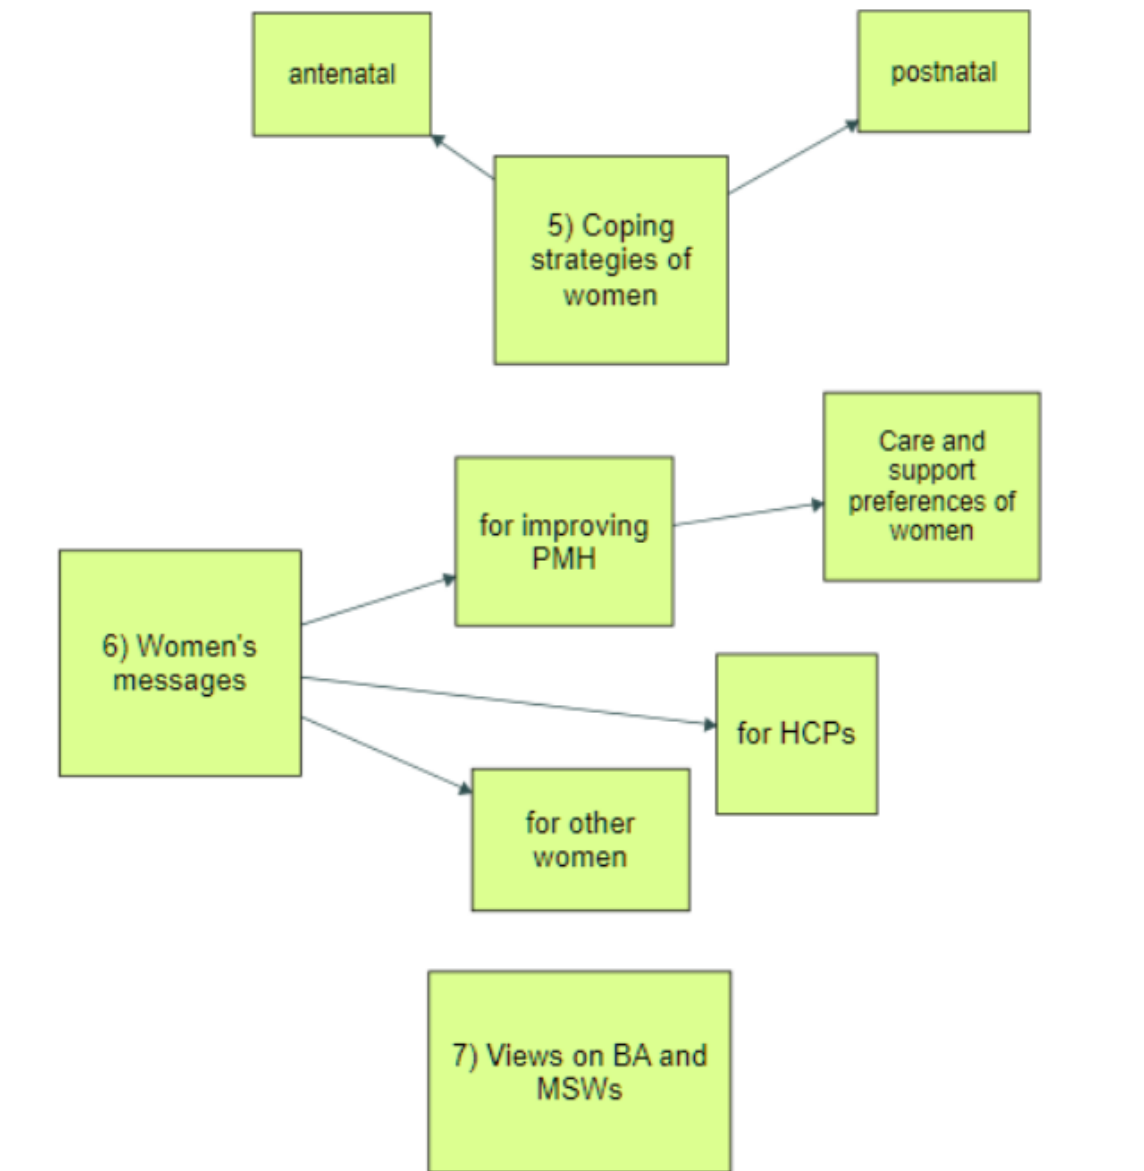 antenatal
postnatal
5) Coping
strategies of
women
Care and
support
preferences of
women
for improving
PMH
6) Women's
messages
for HCPs
for other
women
7) Views on BA and
MSWs